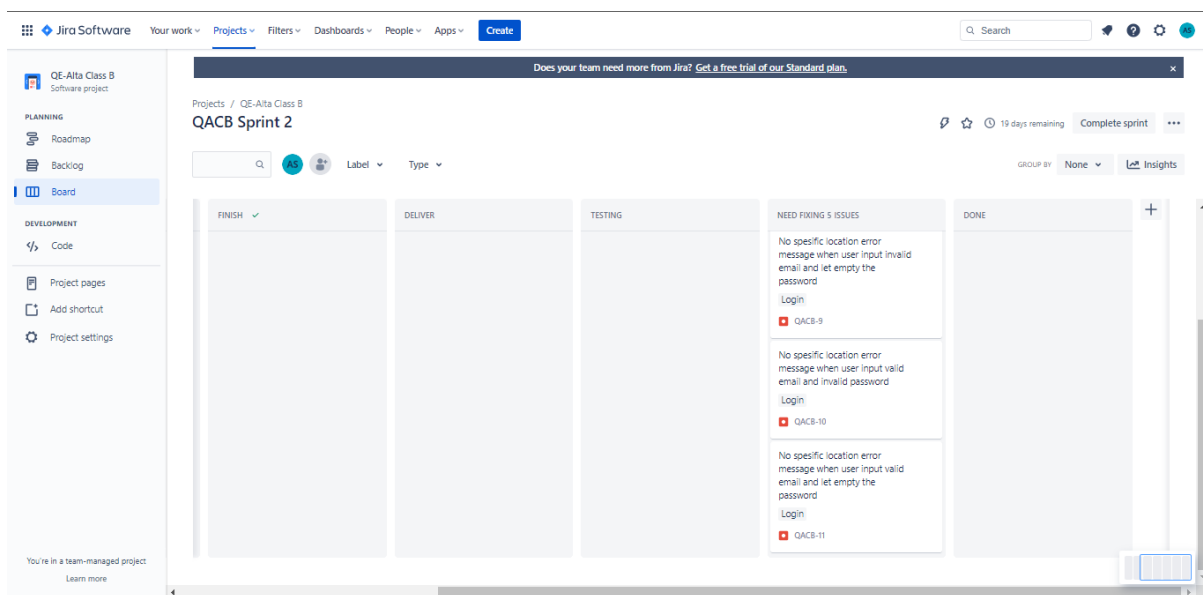 Jira Software Your work Projects Filters Dashboards People Apps Create Search AS
QE-Alta Class B
Software project
PLANNING
Roadmap
Backlog
Board
DEVELOPMENT
Code
Project pages
Add shortcut
Project settings
You're in a team-managed project
Learn more
Does your team need more from Jira? Get a free trial of our Standard plan.
Projects / QE-Alta Class B
QACB Sprint 2
19 days remaining Complete sprint
AS Label Type
GROUP BY None Insights
FINISH DELIVER TESTING NEED FIXING 5 ISSUES DONE
No spesific location error
message when user input invalid
email and let empty the
password
Login
QACB-9
No spesific location error
message when user input valid
email and invalid password
Login
QACB-10
No spesific location error
message when user input valid
email and let empty the
password
Login
QACB-11